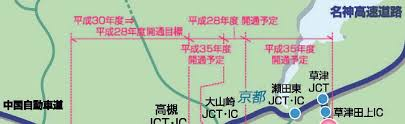 名神高速道路
平成30年度⇒
平成28年度開通目標
平成28年度 開通予定
平成35年度
開通予定
平成35年度
開通予定
京都
瀬田東
JCT・IC
草津
JCT
草津田上IC
中国自動車道
高槻
JCT・IC
大山崎
JCT・IC